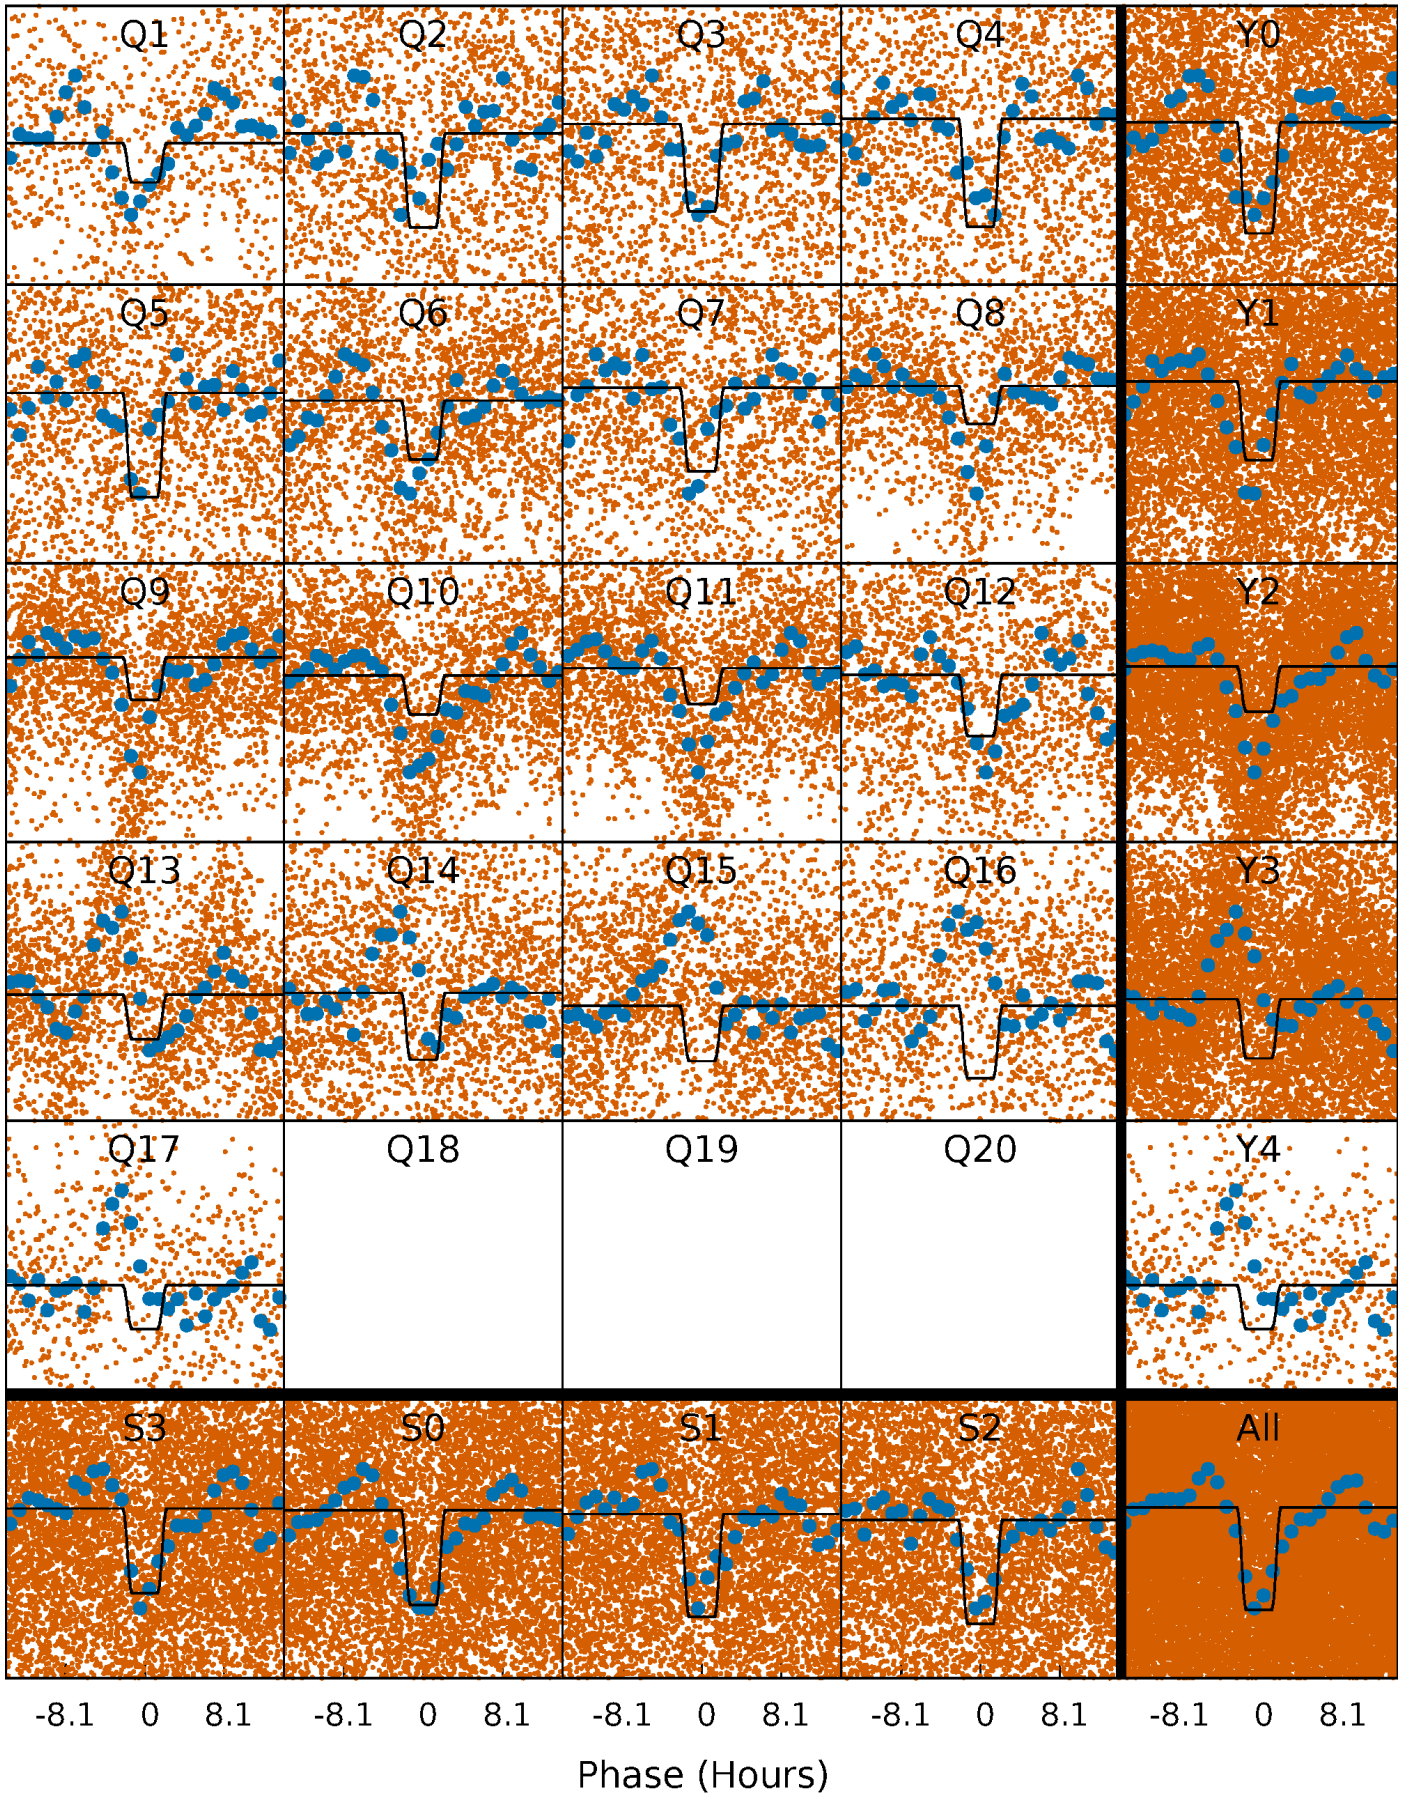 Q1 Q2 Q3 Q4 Y0
Q5 Q6 Q7 Q8 Y1
Q9 Q10 Q11 Q12 Y2
Q13 Q14 Q15 Q16 Y3
Q17 Q18 Q19 Q20 Y4
S3 S0 S1 S2 All
-8.1 0 8.1 -8.1 0 8.1 -8.1 0 8.1 -8.1 0 8.1 -8.1 0 8.1
Phase (Hours)